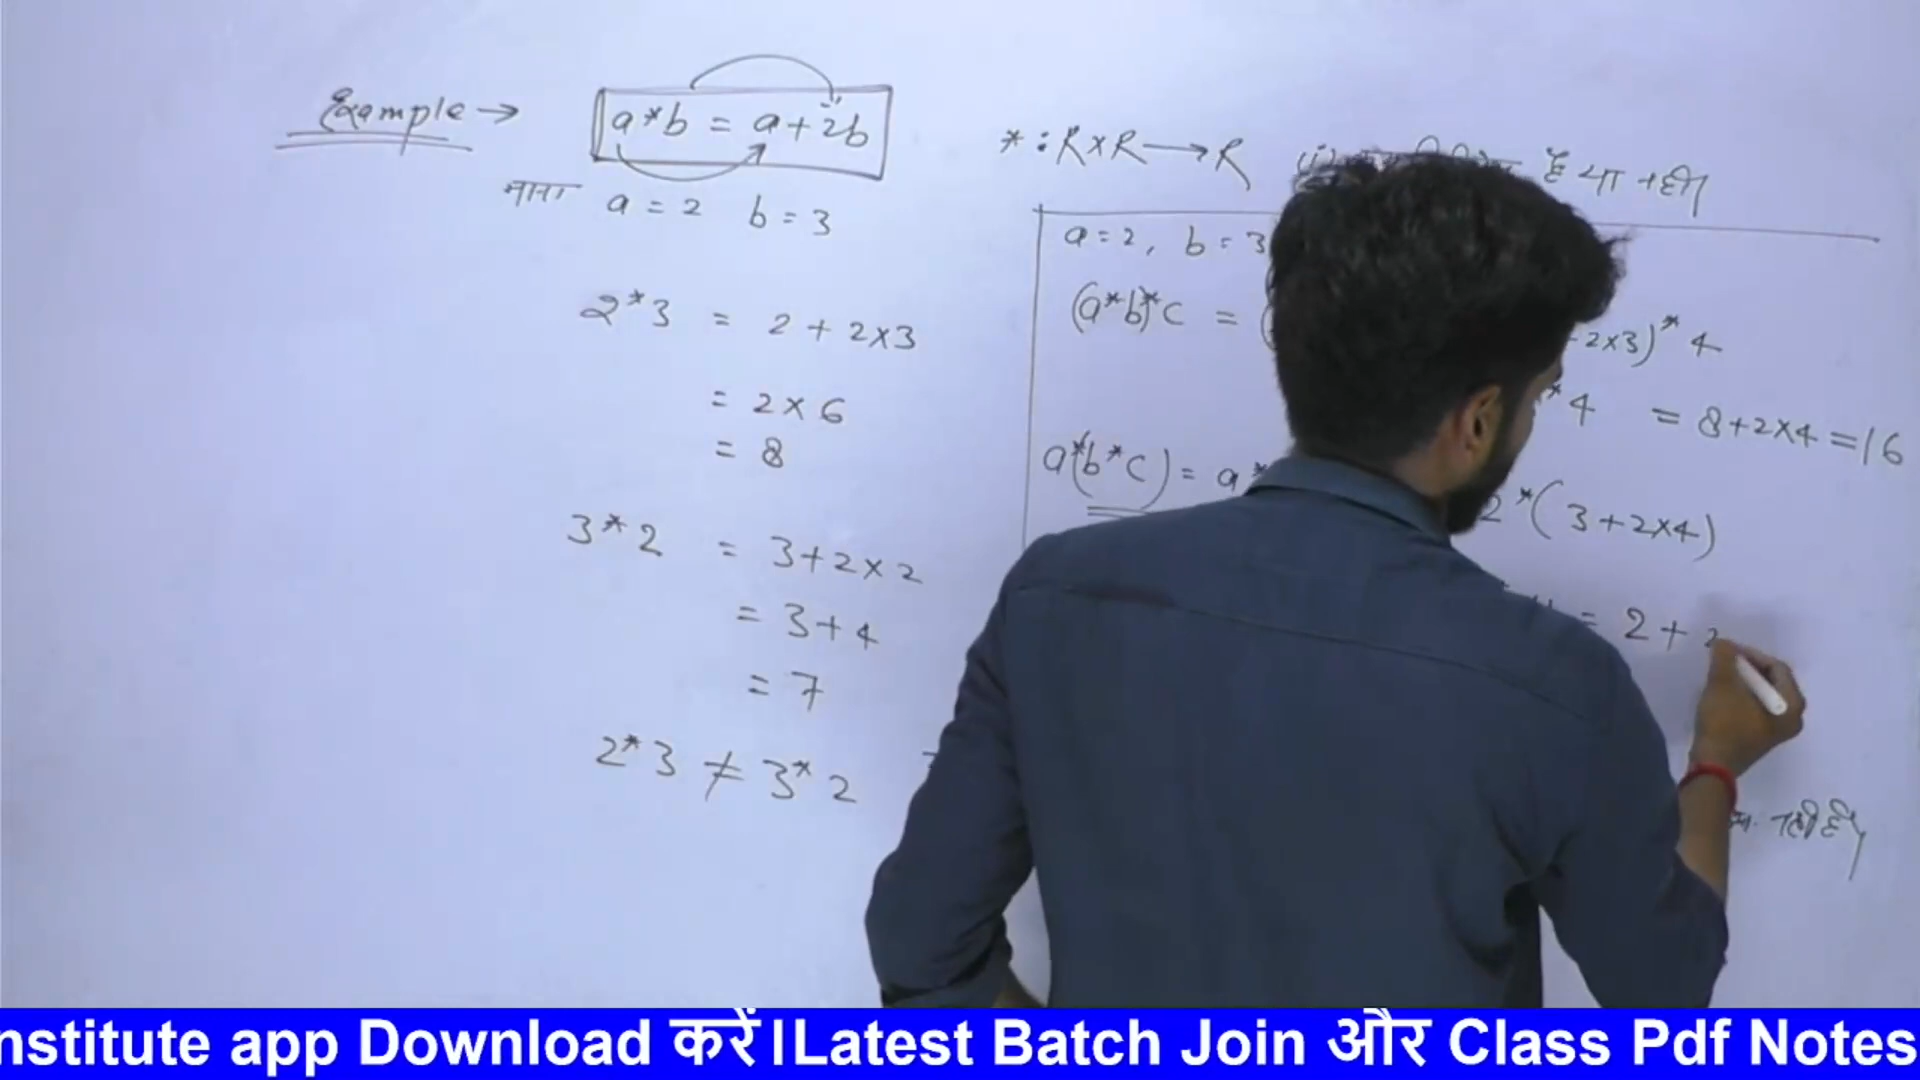 Example → a*b = a+2b
माना a = 2 b = 3
2*3 = 2 + 2×3
= 2 × 6
= 8
3*2 = 3+2×2
= 3+4
= 7
2*3 ≠ 3*2
*: R×R → R है या नहीं
a = 2, b = 3
(a*b)*c = 2×3)* 4
*4 = 8+2×4 = 16
a*(b*c) = a* 2*(3+2×4)
= 2+
नहीं है
nstitute app Download करें।Latest Batch Join और Class Pdf Notes